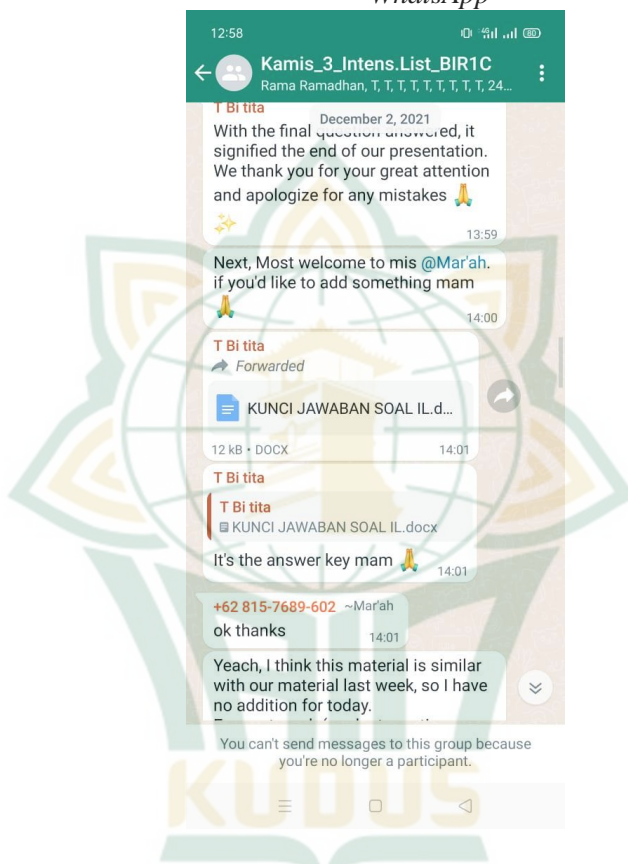 WhatsApp
12:58
80
Kamis_3_Intens.List_BIR1C
Rama Ramadhan, T, T, T, T, T, T, T, T, T, 24...
T Bi tita
December 2, 2021
With the final question answered, it
signified the end of our presentation.
We thank you for your great attention
and apologize for any mistakes 🙏
✨
13:59
Next, Most welcome to mis @Mar'ah.
if you'd like to add something mam
🙏
14:00
T Bi tita
Forwarded
KUNCI JAWABAN SOAL IL.d...
12 kB • DOCX 14:01
T Bi tita
T Bi tita
KUNCI JAWABAN SOAL IL.docx
It's the answer key mam 🙏
14:01
+62 815-7689-602 ~Mar'ah
ok thanks
14:01
Yeach, I think this material is similar
with our material last week, so I have
no addition for today.
You can't send messages to this group because
you're no longer a participant.
KUDUS